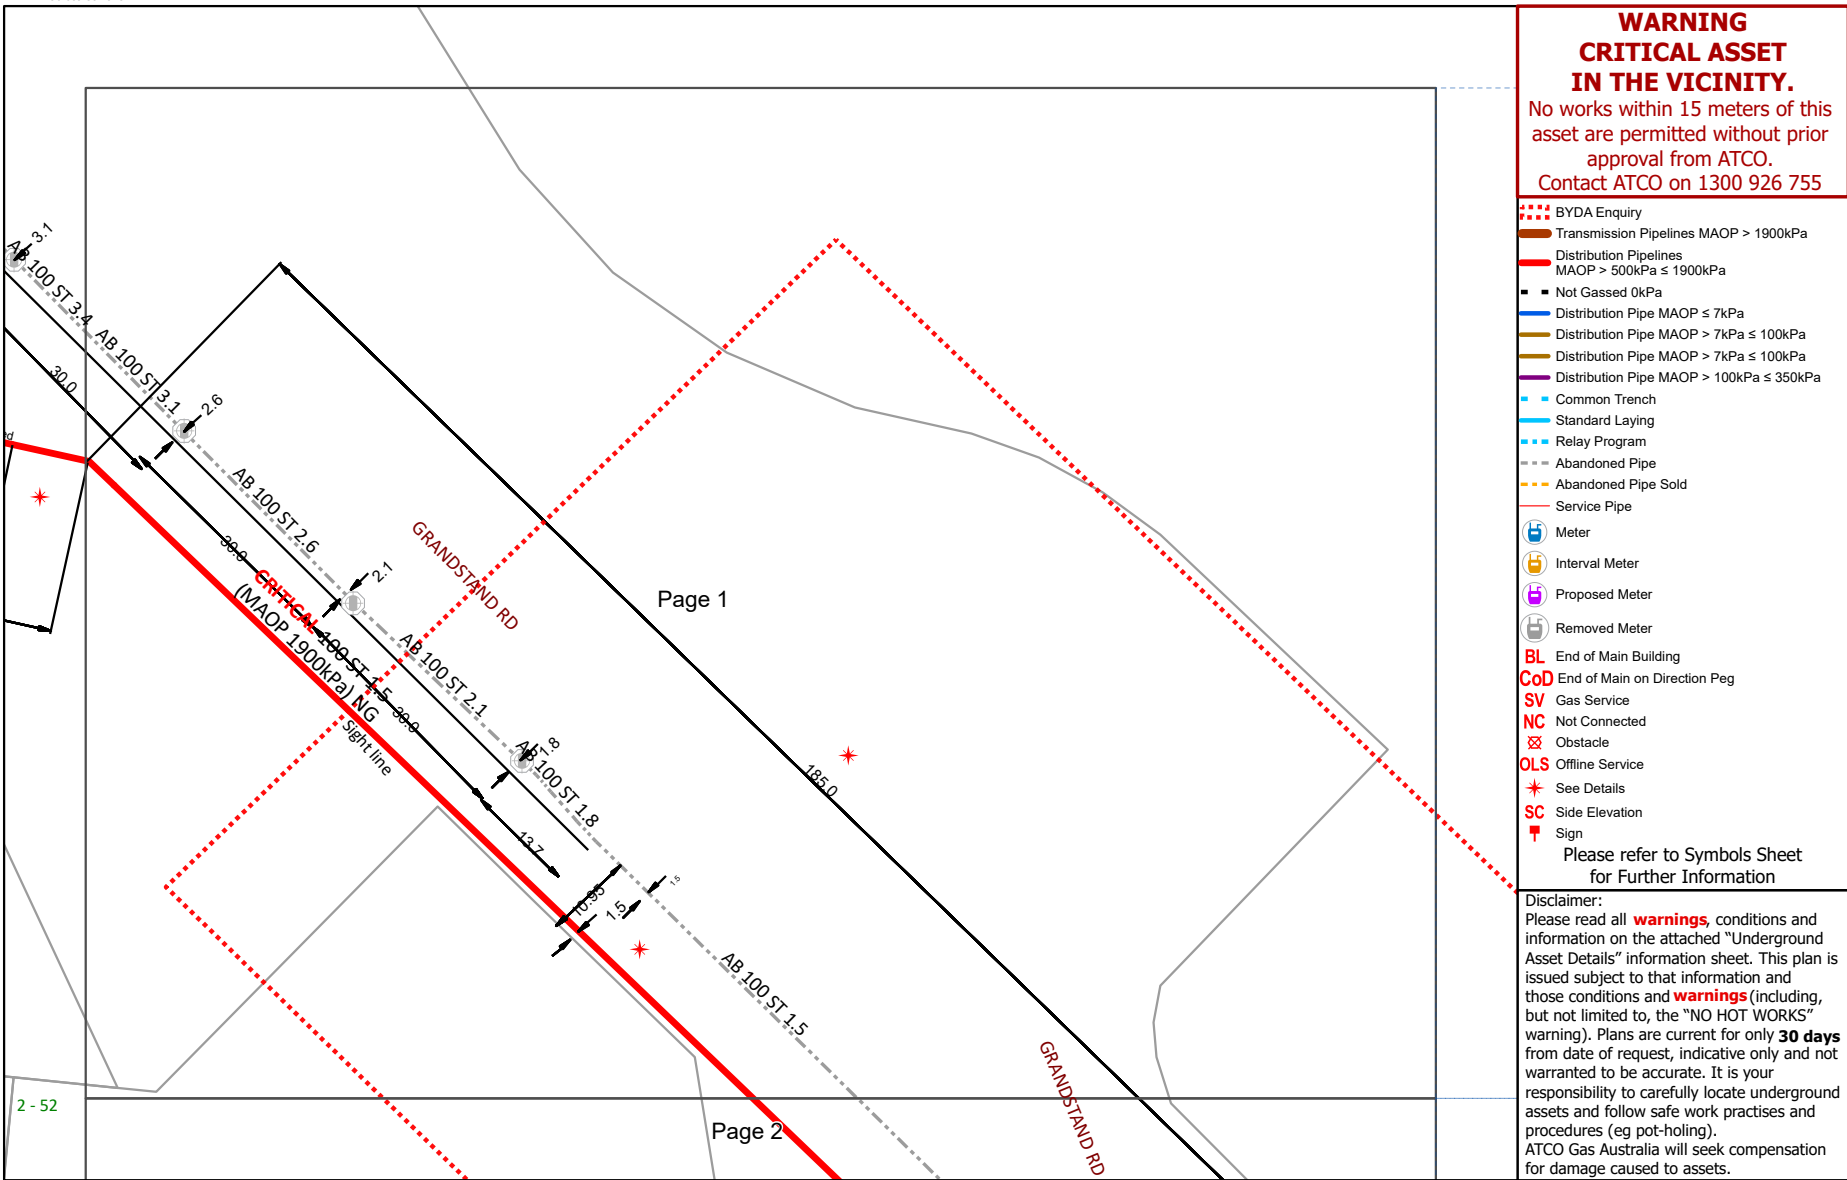 WARNING
CRITICAL ASSET
IN THE VICINITY.
No works within 15 meters of this
asset are permitted without prior
approval from ATCO.
Contact ATCO on 1300 926 755
BYDA Enquiry
Transmission Pipelines MAOP > 1900kPa
Distribution Pipelines
MAOP > 500kPa ≤ 1900kPa
Not Gassed 0kPa
Distribution Pipe MAOP ≤ 7kPa
Distribution Pipe MAOP > 7kPa ≤ 100kPa
Distribution Pipe MAOP > 7kPa ≤ 100kPa
Distribution Pipe MAOP > 100kPa ≤ 350kPa
Common Trench
Standard Laying
Relay Program
Abandoned Pipe
Abandoned Pipe Sold
Service Pipe
Meter
Interval Meter
Proposed Meter
Removed Meter
BL End of Main Building
CoD End of Main on Direction Peg
SV Gas Service
NC Not Connected
Obstacle
OLS Offline Service
See Details
SC Side Elevation
Sign
Please refer to Symbols Sheet
for Further Information
Disclaimer:
Please read all warnings, conditions and
information on the attached “Underground
Asset Details” information sheet. This plan is
issued subject to that information and
those conditions and warnings (including,
but not limited to, the “NO HOT WORKS”
warning). Plans are current for only 30 days
from date of request, indicative only and not
warranted to be accurate. It is your
responsibility to carefully locate underground
assets and follow safe work practises and
procedures (eg pot-holing).
ATCO Gas Australia will seek compensation
for damage caused to assets.
3.1
AB 100 ST 3.4
AB 100 ST 3.1
30.0
2.6
AB 100 ST 2.6
30.0
2.1
GRANDSTAND RD
CRITICAL 100 ST 1.5
(MAOP 1900kPa) NG
Sight line
AB 100 ST 2.1
30.0
1.8
AB 100 ST 1.8
13.7
10.95
1.5
1.5
AB 100 ST 1.5
185.0
Page 1
GRANDSTAND RD
2 - 52
Page 2